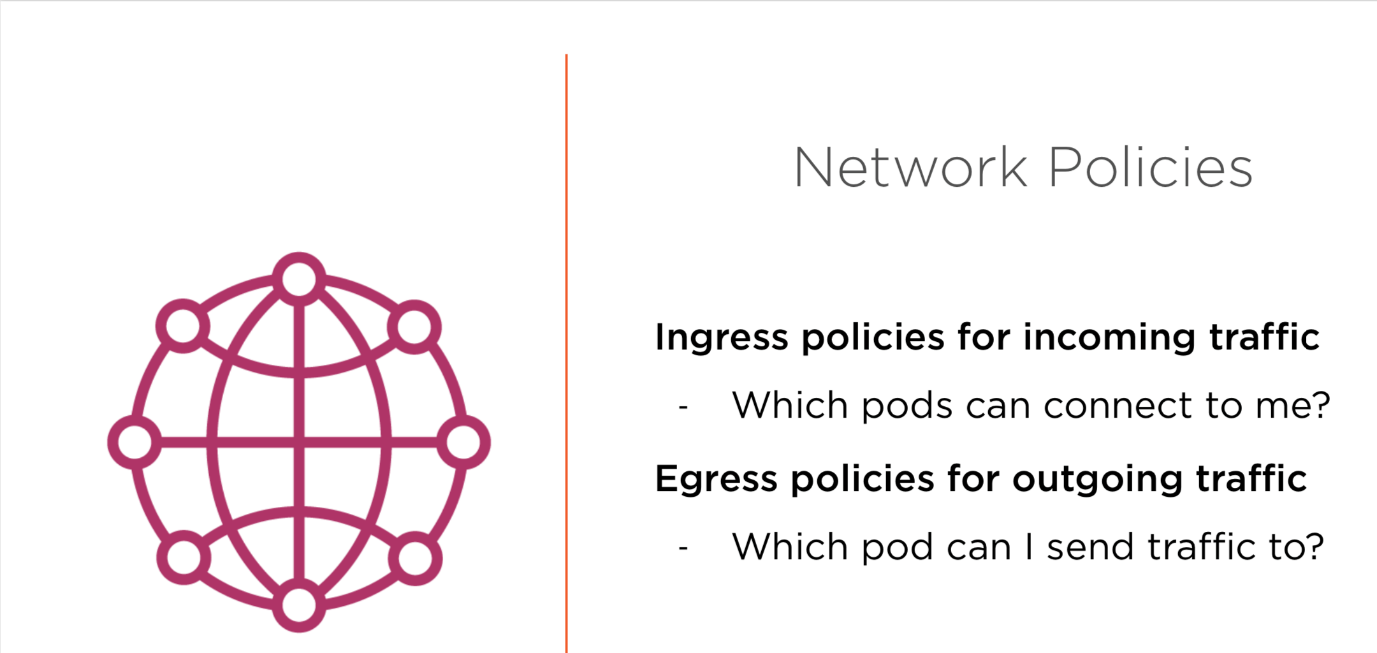 Network Policies
Ingress policies for incoming traffic
- Which pods can connect to me?
Egress policies for outgoing traffic
- Which pod can I send traffic to?